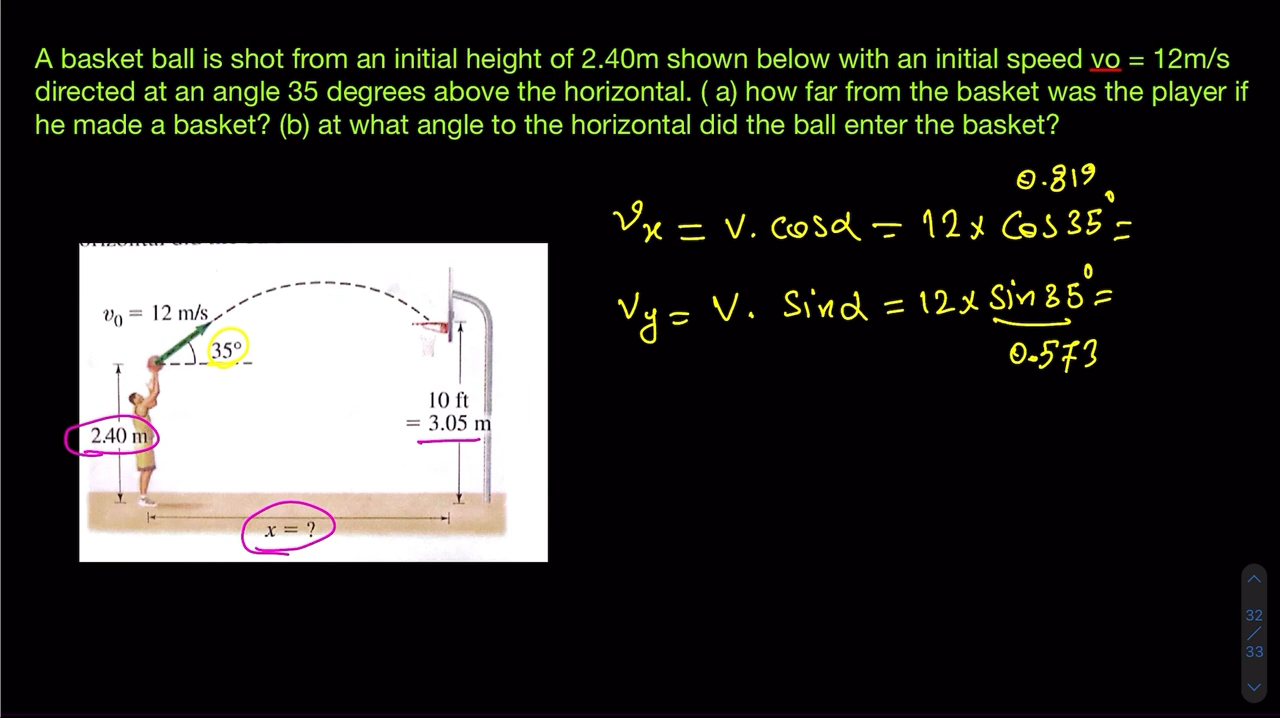 A basket ball is shot from an initial height of 2.40m shown below with an initial speed vo = 12m/s
directed at an angle 35 degrees above the horizontal. ( a) how far from the basket was the player if
he made a basket? (b) at what angle to the horizontal did the ball enter the basket?
0.819
Vx = V. cosα = 12 x Cos 35° =
Vy = V. Sinα = 12 x Sin 35° =
0.573
v0 = 12 m/s
35°
10 ft
= 3.05 m
2.40 m
x = ?
32
/
33